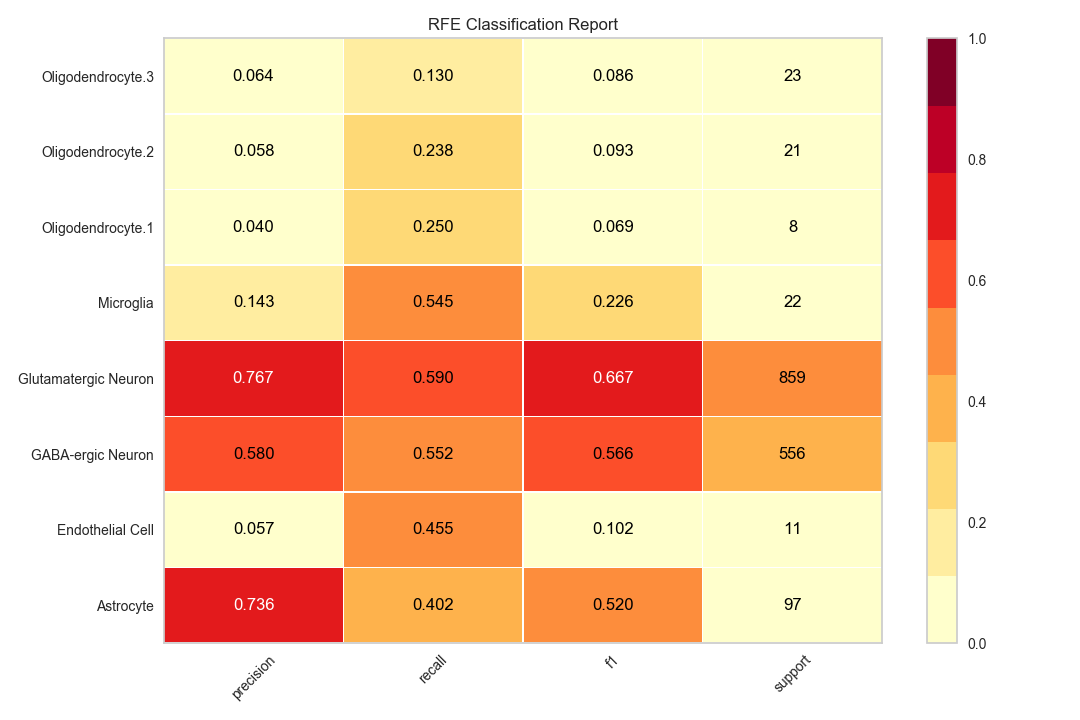 RFE Classification Report
Oligodendrocyte.3 0.064 0.130 0.086 23
Oligodendrocyte.2 0.058 0.238 0.093 21
Oligodendrocyte.1 0.040 0.250 0.069 8
Microglia 0.143 0.545 0.226 22
Glutamatergic Neuron 0.767 0.590 0.667 859
GABA-ergic Neuron 0.580 0.552 0.566 556
Endothelial Cell 0.057 0.455 0.102 11
Astrocyte 0.736 0.402 0.520 97
precision recall f1 support
1.0
0.8
0.6
0.4
0.2
0.0